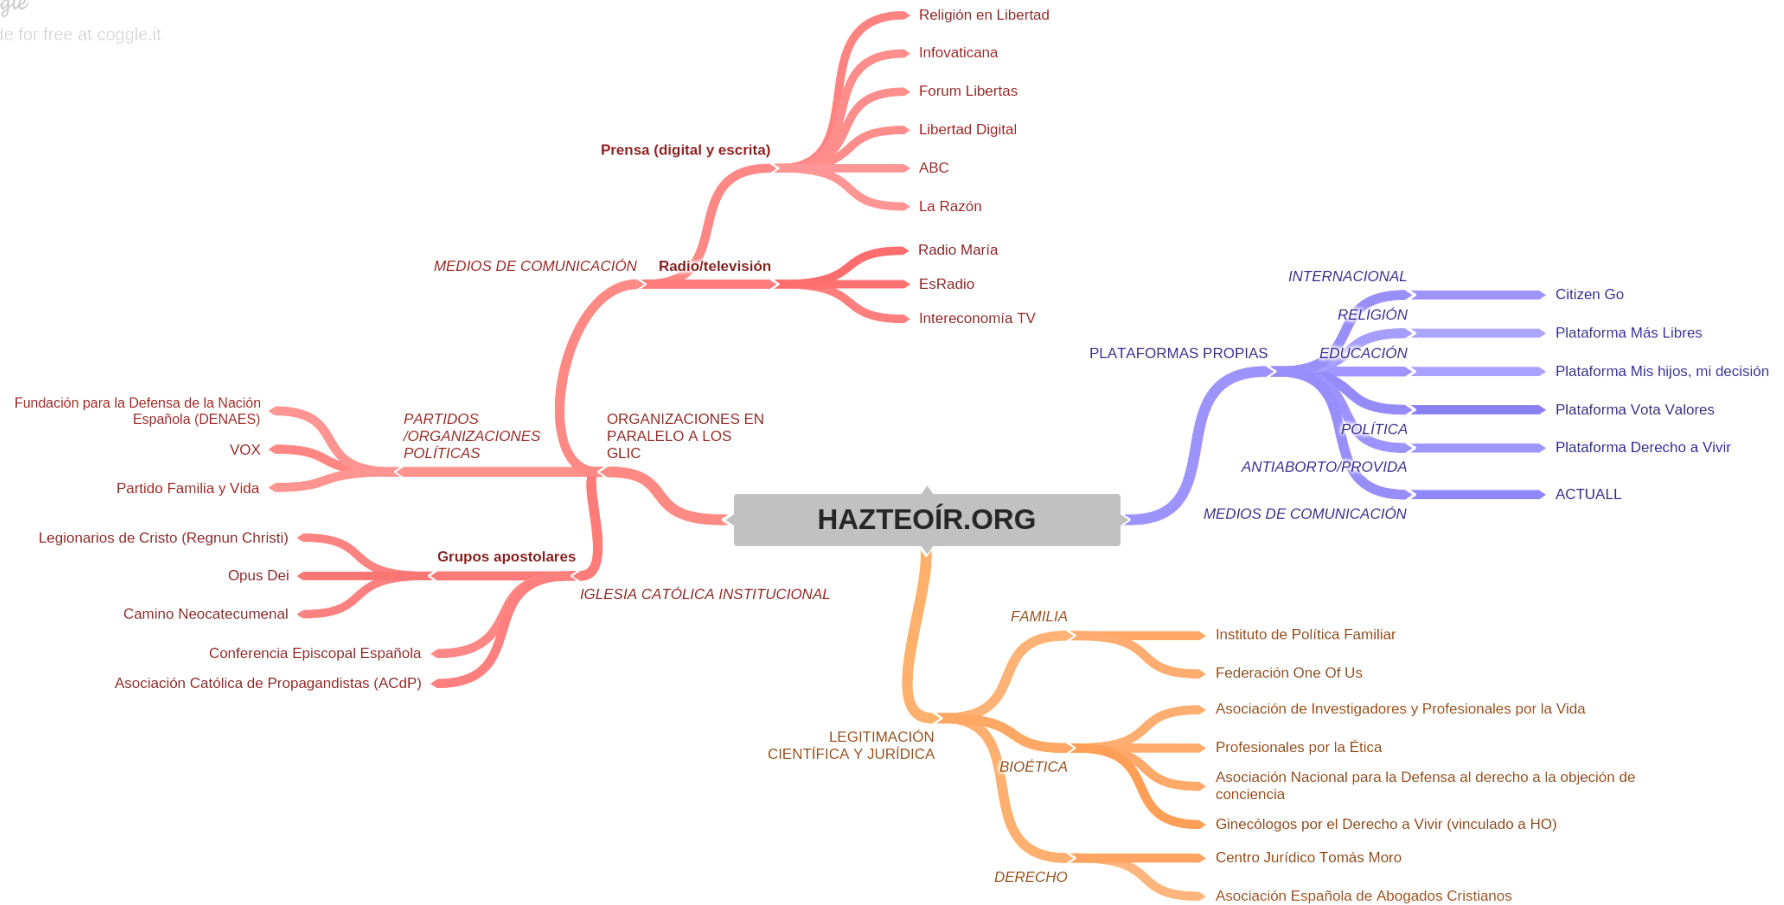 de for free at coggle.it
Religión en Libertad
Infovaticana
Forum Libertas
Libertad Digital
Prensa (digital y escrita)
ABC
La Razón
Radio María
MEDIOS DE COMUNICACIÓN
Radio/televisión
EsRadio
Intereconomía TV
INTERNACIONAL
Citizen Go
RELIGIÓN
Plataforma Más Libres
PLATAFORMAS PROPIAS
EDUCACIÓN
Plataforma Mis hijos, mi decisión
Plataforma Vota Valores
POLÍTICA
Plataforma Derecho a Vivir
ANTIABORTO/PROVIDA
ACTUALL
MEDIOS DE COMUNICACIÓN
Fundación para la Defensa de la Nación
Española (DENAES)
VOX
Partido Familia y Vida
PARTIDOS
/ORGANIZACIONES
POLÍTICAS
ORGANIZACIONES EN
PARALELO A LOS
GLIC
HAZTEOÍR.ORG
Legionarios de Cristo (Regnun Christi)
Grupos apostolares
Opus Dei
IGLESIA CATÓLICA INSTITUCIONAL
Camino Neocatecumenal
Conferencia Episcopal Española
Asociación Católica de Propagandistas (ACdP)
FAMILIA
Instituto de Política Familiar
Federación One Of Us
LEGITIMACIÓN
CIENTÍFICA Y JURÍDICA
Asociación de Investigadores y Profesionales por la Vida
Profesionales por la Ética
BIOÉTICA
Asociación Nacional para la Defensa al derecho a la objeción de
conciencia
Ginecólogos por el Derecho a Vivir (vinculado a HO)
Centro Jurídico Tomás Moro
DERECHO
Asociación Española de Abogados Cristianos